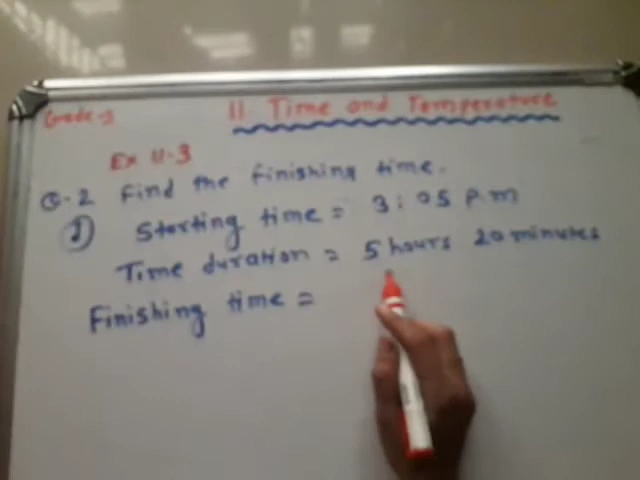 Grade-3
11. Time and Temperature
Ex 11.3
Q.2 Find the finishing time.
Starting time = 3:05 P.M
Time duration = 5 hours 20 minutes
Finishing time =